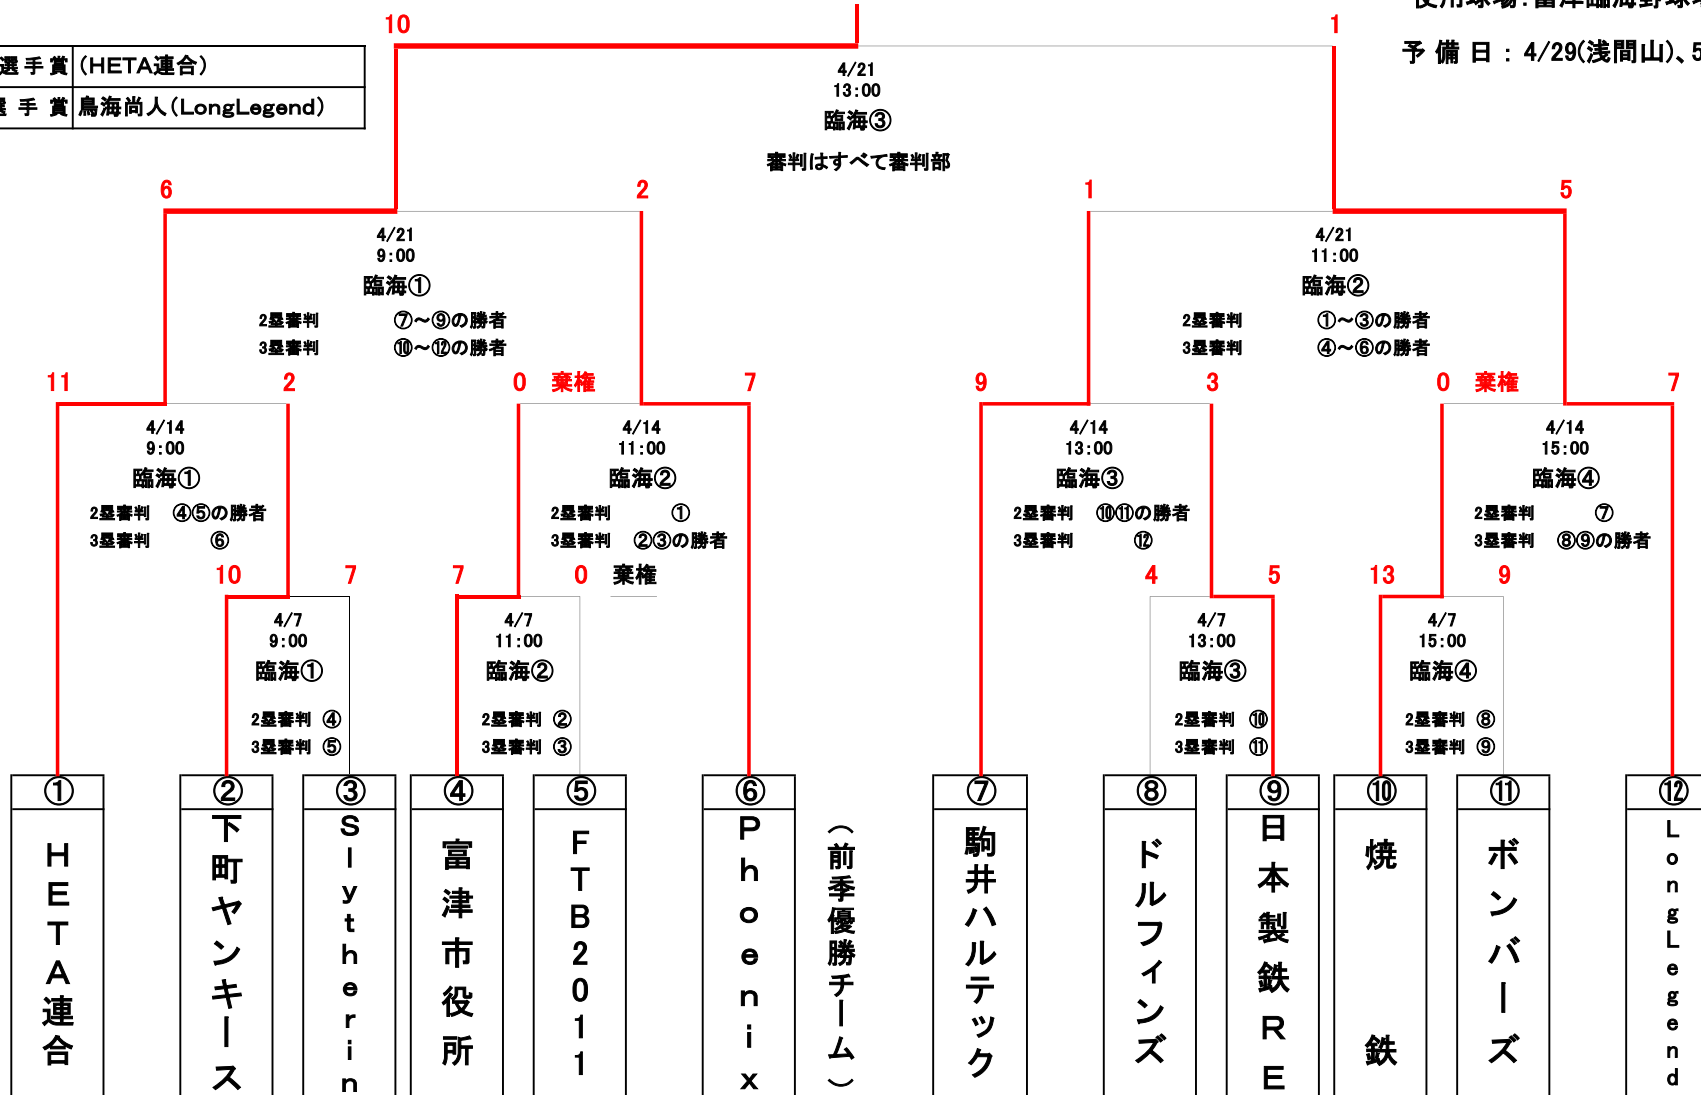 10
1
選手賞 (HETA連合)
選手賞 鳥海尚人(LongLegend)
予備日：4/29(浅間山)、5
4/21
13:00
臨海③
審判はすべて審判部
6
2
1
5
4/21
9:00
臨海①
2塁審判 ⑦～⑨の勝者
3塁審判 ⑩～⑫の勝者
4/21
11:00
臨海②
2塁審判 ①～③の勝者
3塁審判 ④～⑥の勝者
11
2
0 棄権
7
9
3
0 棄権
7
4/14
9:00
臨海①
2塁審判 ④⑤の勝者
3塁審判 ⑥
4/14
11:00
臨海②
2塁審判 ①
3塁審判 ②③の勝者
4/14
13:00
臨海③
2塁審判 ⑩⑪の勝者
3塁審判 ⑫
4/14
15:00
臨海④
2塁審判 ⑦
3塁審判 ⑧⑨の勝者
10
7
7
0 棄権
4
5
13
9
4/7
9:00
臨海①
2塁審判 ④
3塁審判 ⑤
4/7
11:00
臨海②
2塁審判 ②
3塁審判 ③
4/7
13:00
臨海③
2塁審判 ⑩
3塁審判 ⑪
4/7
15:00
臨海④
2塁審判 ⑧
3塁審判 ⑨
①
HETA連合
②
下町ヤンキース
③
Slytherin
④
富津市役所
⑤
FTB2011
⑥
Phoenix
(前季優勝チーム)
⑦
駒井ハルテック
⑧
ドルフィンズ
⑨
日本製鉄RE
⑩
焼鉄
⑪
ボンバーズ
⑫
LongLegend